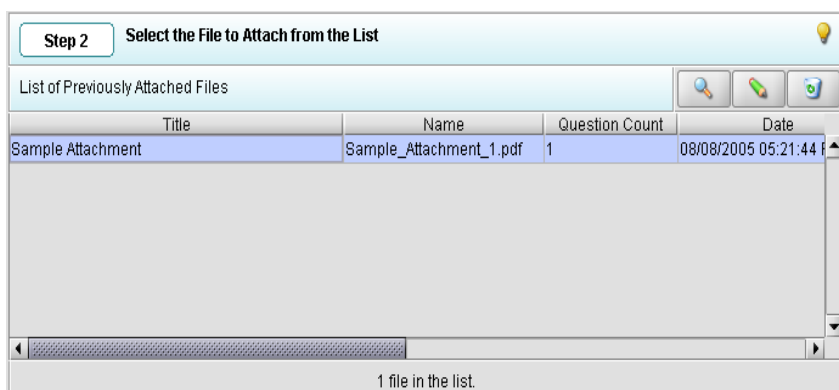 Step 2 Select the File to Attach from the List
List of Previously Attached Files
Title Name Question Count Date
Sample Attachment Sample_Attachment_1.pdf 1 08/08/2005 05:21:44
1 file in the list.